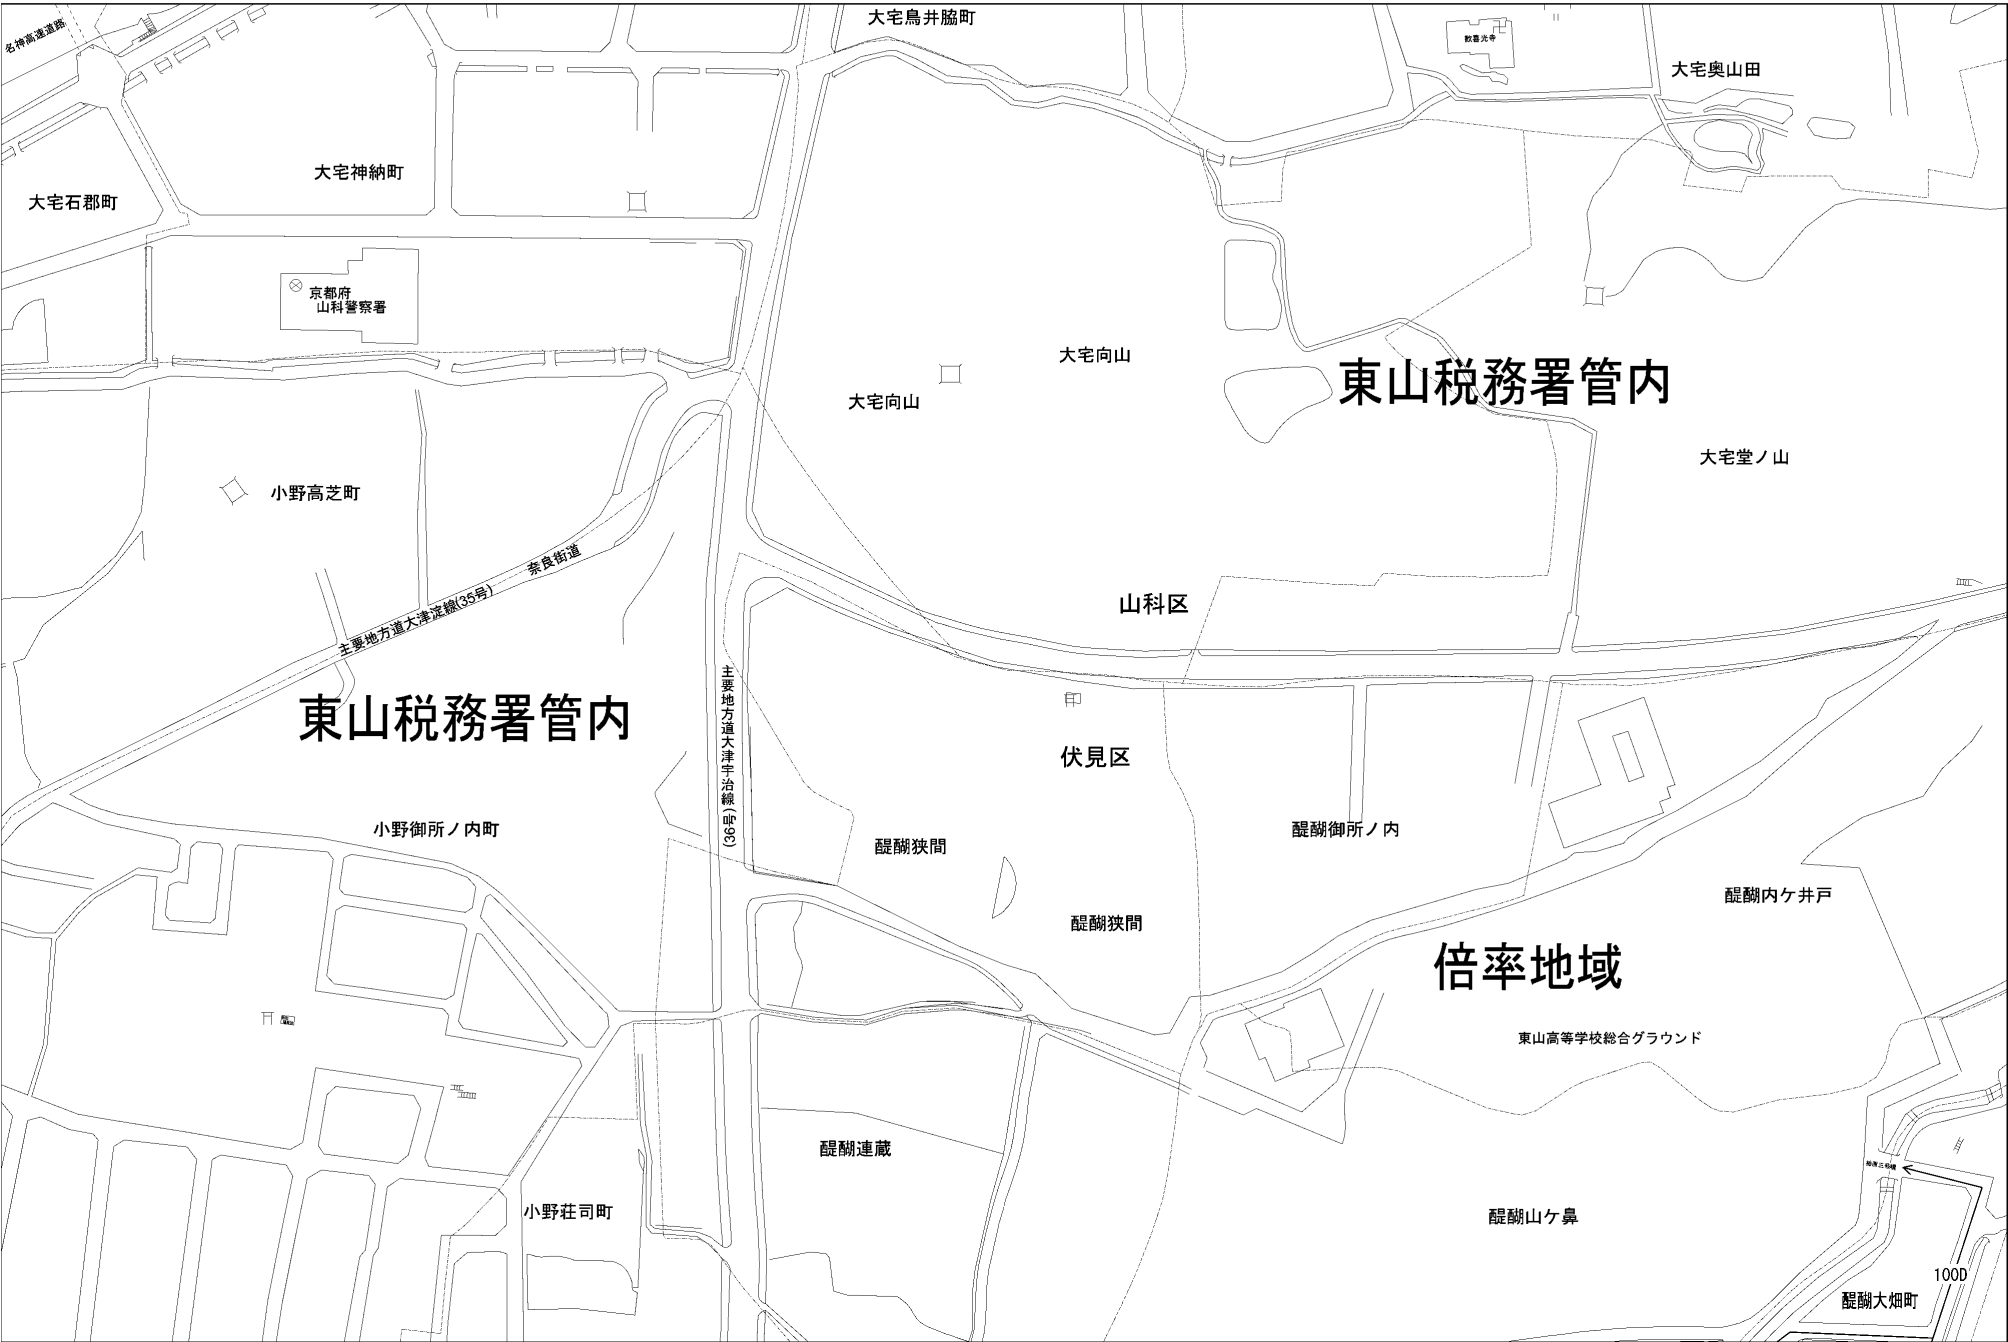 名神高速道路
大宅鳥井脇町
歓喜光寺
大宅奥山田
大宅神納町
大宅石郡町
京都府
山科警察署
大宅向山
東山税務署管内
大宅向山
大宅堂ノ山
小野高芝町
奈良街道
主要地方道大津淀線(35号)
山科区
東山税務署管内
主要地方道大津宇治線(36号)
伏見区
小野御所ノ内町
醍醐狭間
醍醐御所ノ内
醍醐内ケ井戸
醍醐狭間
倍率地域
東山高等学校総合グラウンド
醍醐連蔵
小野荘司町
醍醐山ケ鼻
100D
醍醐大畑町